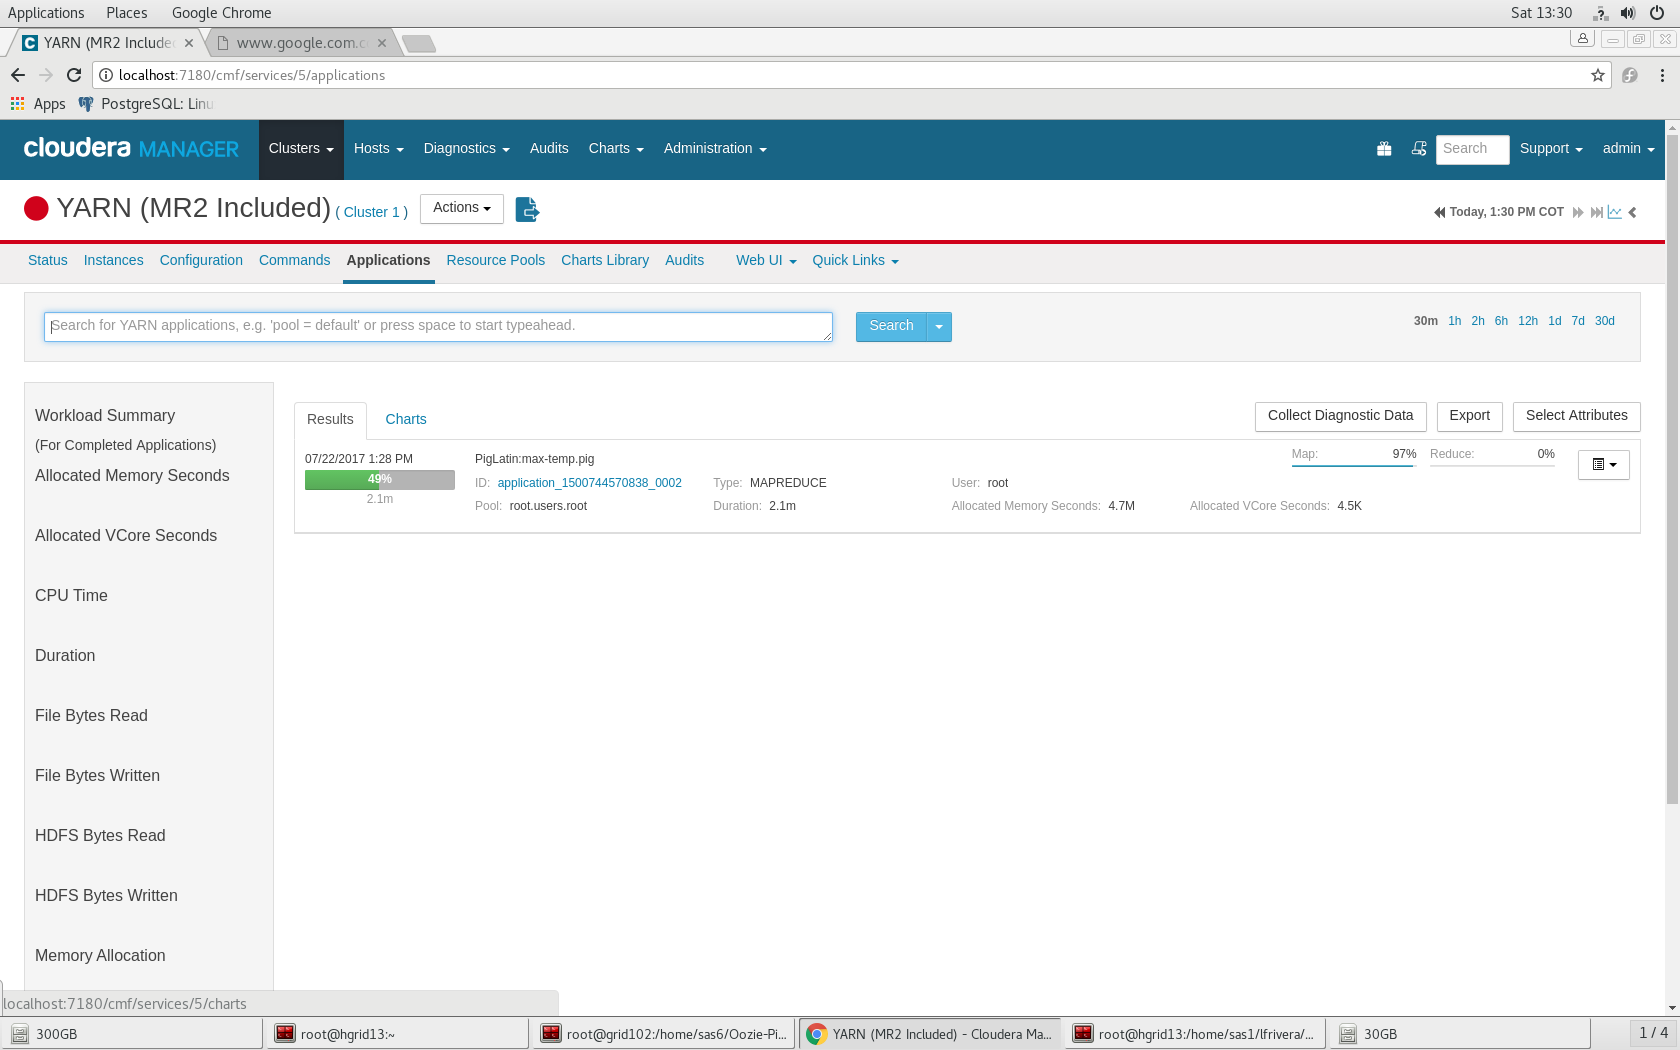 Applications Places Google Chrome Sat 13:30
YARN (MR2 Include www.google.com.c
localhost:7180/cmf/services/5/applications
Apps PostgreSQL: Linu
cloudera MANAGER Clusters Hosts Diagnostics Audits Charts Administration Search Support admin
YARN (MR2 Included) ( Cluster 1 ) Actions Today, 1:30 PM COT
Status Instances Configuration Commands Applications Resource Pools Charts Library Audits Web UI Quick Links
Search for YARN applications, e.g. 'pool = default' or press space to start typeahead. Search 30m 1h 2h 6h 12h 1d 7d 30d
Workload Summary
(For Completed Applications)
Allocated Memory Seconds
Allocated VCore Seconds
CPU Time
Duration
File Bytes Read
File Bytes Written
HDFS Bytes Read
HDFS Bytes Written
Memory Allocation
Results Charts Collect Diagnostic Data Export Select Attributes
07/22/2017 1:28 PM PigLatin:max-temp.pig Map: 97% Reduce: 0%
49% ID: application_1500744570838_0002 Type: MAPREDUCE User: root
2.1m Pool: root.users.root Duration: 2.1m Allocated Memory Seconds: 4.7M Allocated VCore Seconds: 4.5K
localhost:7180/cmf/services/5/charts
300GB root@hgrid13:~ root@grid102:/home/sas6/Oozie-Pi... YARN (MR2 Included) - Cloudera Ma... root@hgrid13:/home/sas1/lfrivera/... 30GB 1 / 4